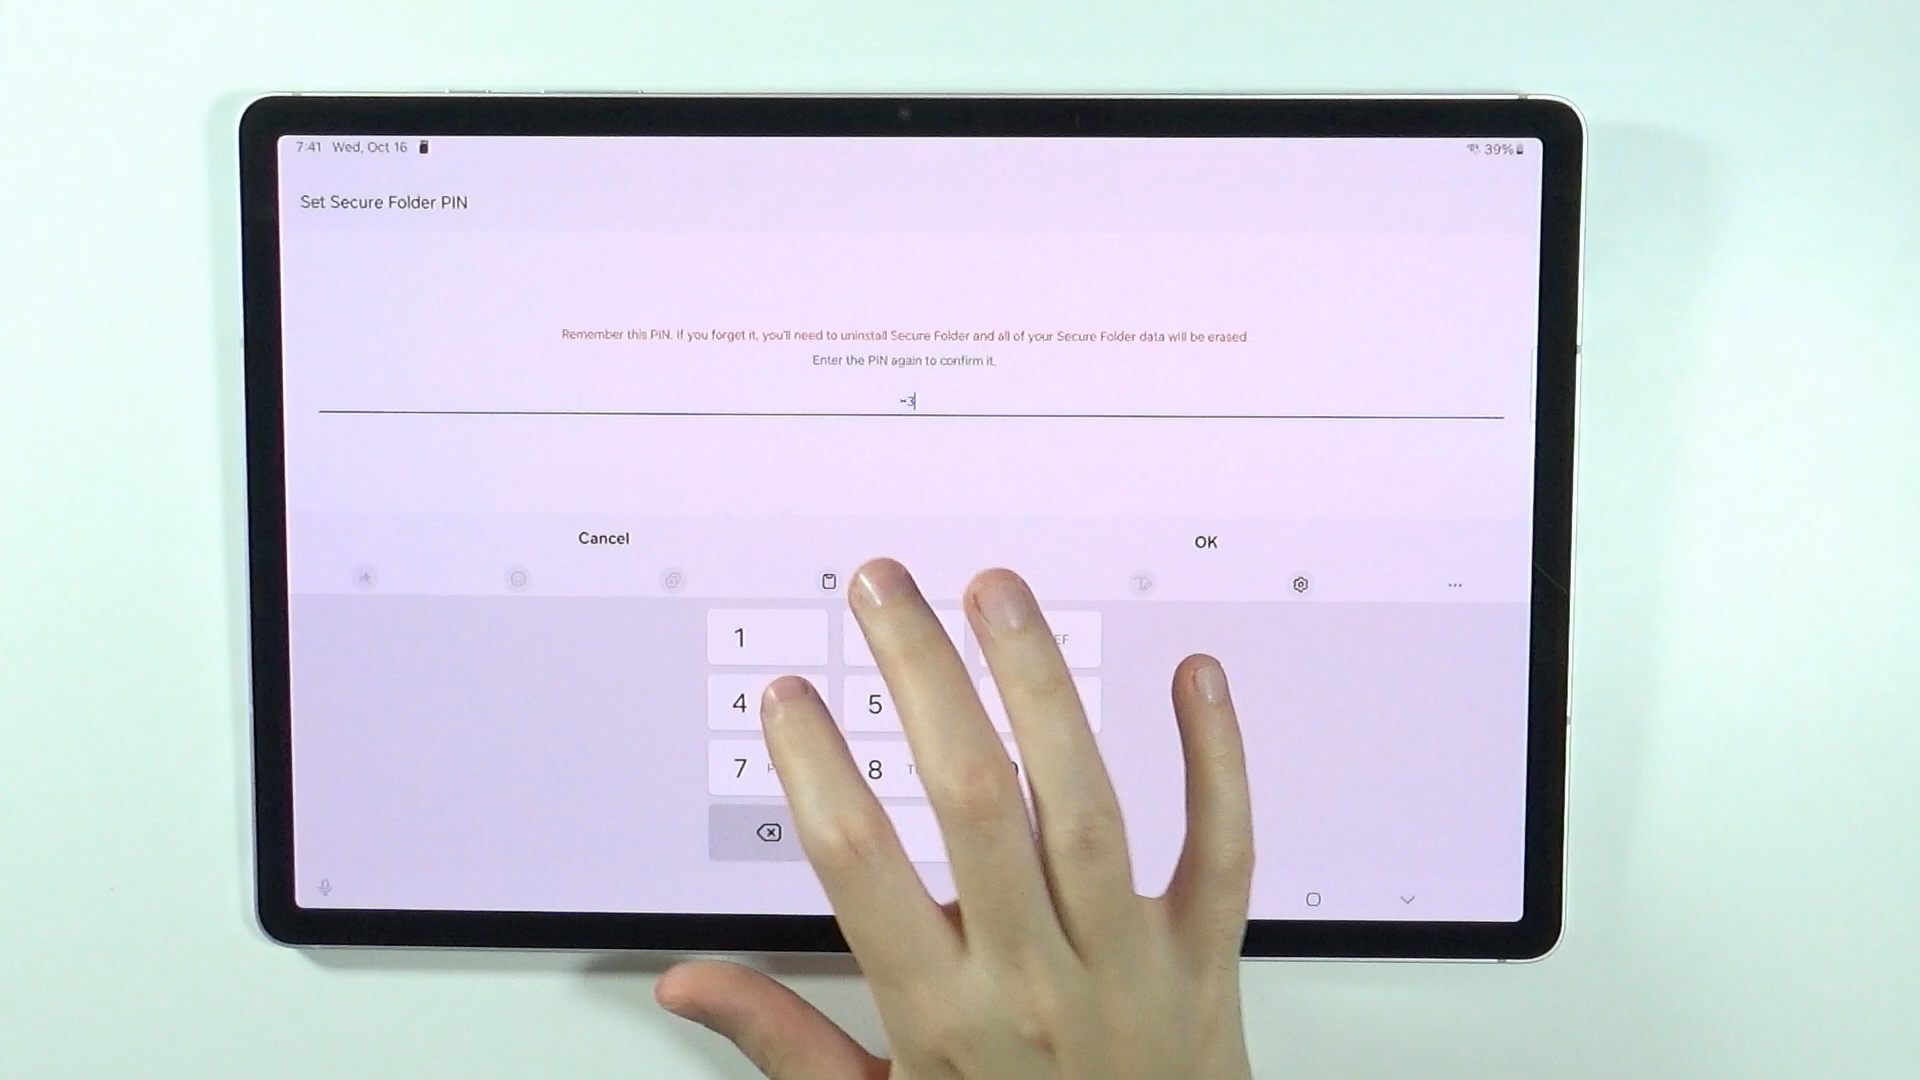 7:41 Wed, Oct 16
39%
Set Secure Folder PIN
Remember this PIN. If you forget it, you'll need to uninstall Secure Folder and all of your Secure Folder data will be erased.
Enter the PIN again to confirm it.
3
Cancel OK
1
EF
4 5
7 P 8 T